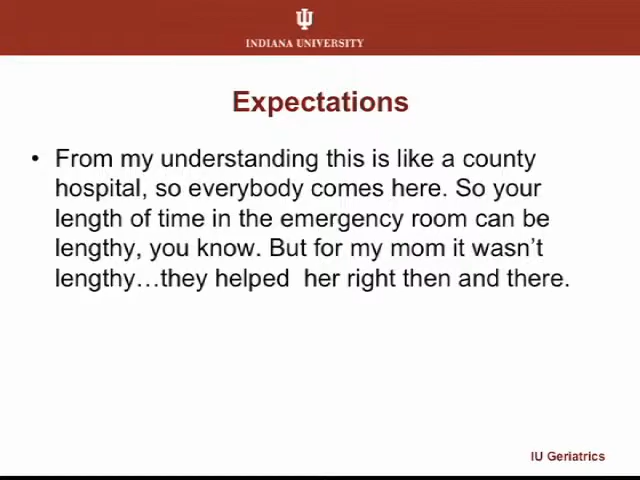 INDIANA UNIVERSITY
Expectations
• From my understanding this is like a county
hospital, so everybody comes here. So your
length of time in the emergency room can be
lengthy, you know. But for my mom it wasn't
lengthy…they helped  her right then and there.
IU Geriatrics